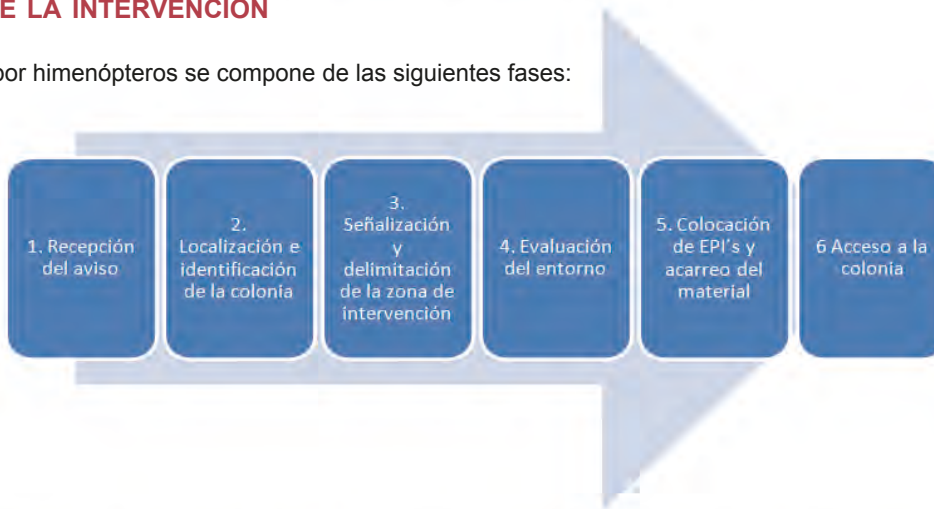 E LA INTERVENCIÓN
por himenópteros se compone de las siguientes fases:
1. Recepción
del aviso
2.
Localización e
identificación
de la colonia
3.
Señalización
y
delimitación
de la zona de
intervención
4. Evaluación
del entorno
5. Colocación
de EPI's y
acarreo del
material
6 Acceso a la
colonia